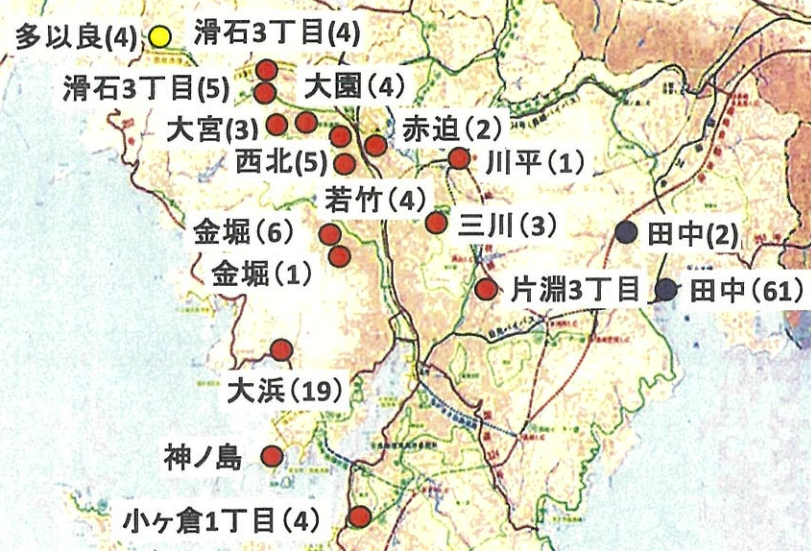 多以良(4)
滑石3丁目(4)
滑石3丁目(5)
大園(4)
大宮(3)
赤迫(2)
西北(5)
川平(1)
若竹(4)
金堀(6)
三川(3)
田中(2)
金堀(1)
片淵3丁目
田中(61)
大浜(19)
神ノ島
小ヶ倉1丁目(4)